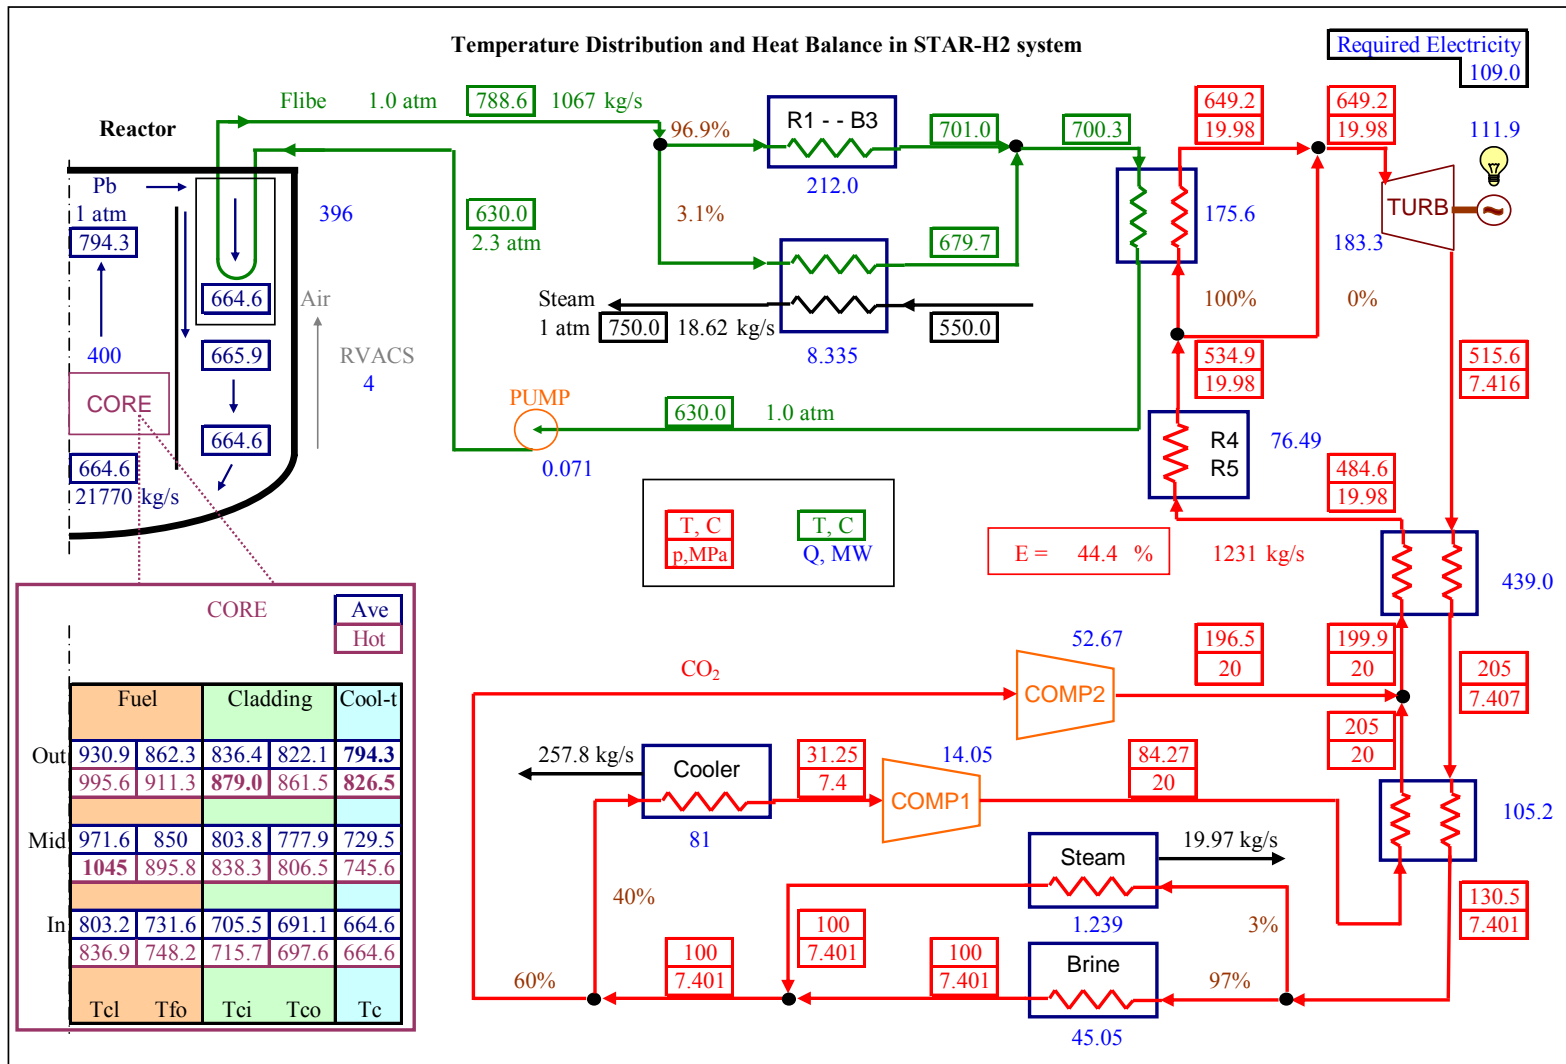 Temperature Distribution and Heat Balance in STAR-H2 system
Required Electricity
109.0
Flibe 1.0 atm 788.6 1067 kg/s
Reactor
96.9%
R1 - - B3
701.0
700.3
649.2
19.98
649.2
19.98
111.9
Pb
1 atm
794.3
396
212.0
630.0
2.3 atm
3.1%
679.7
175.6
TURB
~
183.3
664.6
Air
Steam
1 atm 750.0 18.62 kg/s
550.0
100%
0%
400
665.9
RVACS
4
8.335
534.9
19.98
515.6
7.416
CORE
PUMP
630.0 1.0 atm
664.6
R4
R5
76.49
0.071
664.6
21770 kg/s
484.6
19.98
T, C
p,MPa
T, C
Q, MW
E = 44.4 %
1231 kg/s
439.0
CORE
Ave
Hot
52.67
196.5
20
199.9
20
205
7.407
CO2
COMP2
Fuel Cladding Cool-t
205
20
Out 930.9 862.3 836.4 822.1 794.3
995.6 911.3 879.0 861.5 826.5
257.8 kg/s
Cooler
31.25
7.4
14.05
COMP1
84.27
20
81
105.2
Mid 971.6 850 803.8 777.9 729.5
1045 895.8 838.3 806.5 745.6
Steam
19.97 kg/s
1.239
40%
3%
130.5
7.401
In 803.2 731.6 705.5 691.1 664.6
836.9 748.2 715.7 697.6 664.6
100
7.401
100
7.401
100
7.401
Brine
60%
97%
45.05
Tcl Tfo Tci Tco Tc